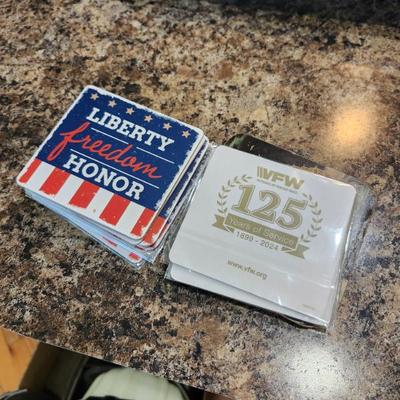 LIBERTY
freedom
HONOR
VFW
125
Years of Service
1899 - 2024
www.vfw.org